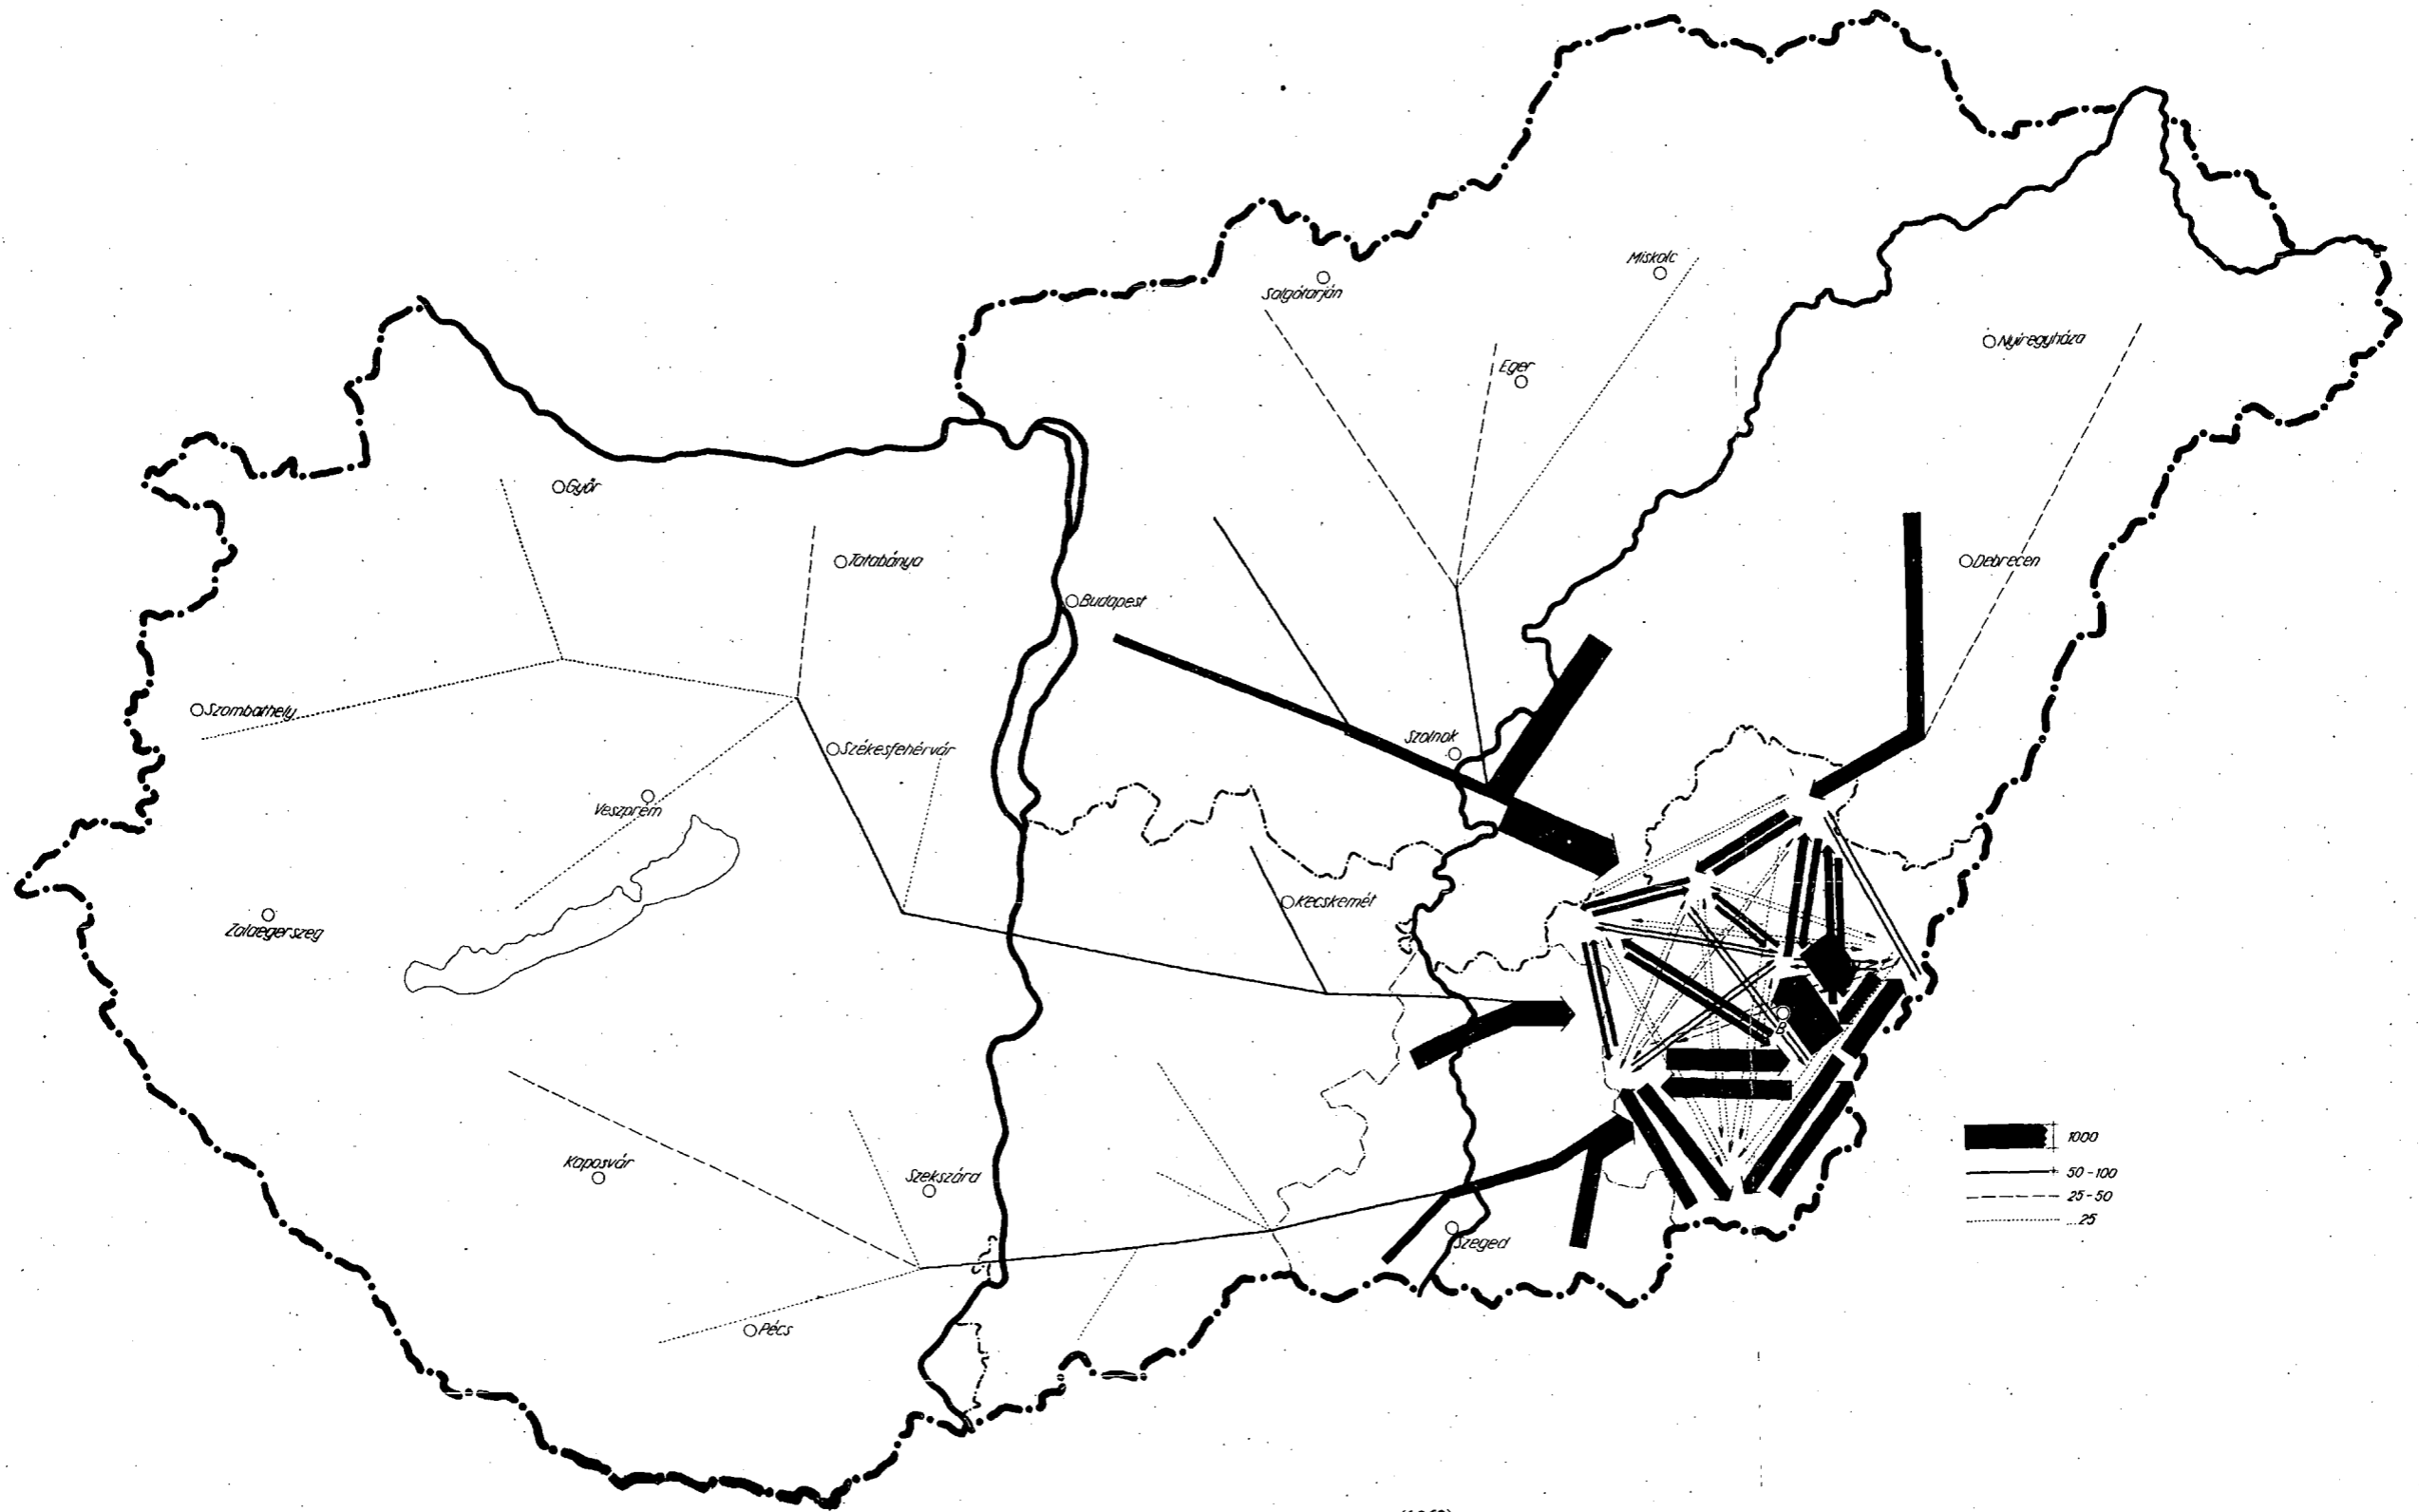 Miskolc
Salgótarján
Nyíregyháza
Eger
Győr
Tatabánya
Debrecen
Budapest
Szombathely
Székesfehérvár
Szolnok
Veszprém
Kecskemét
Zalaegerszeg
B
1000
50-100
25-50
...25
Kaposvár
Szekszárd
Szeged
Pécs